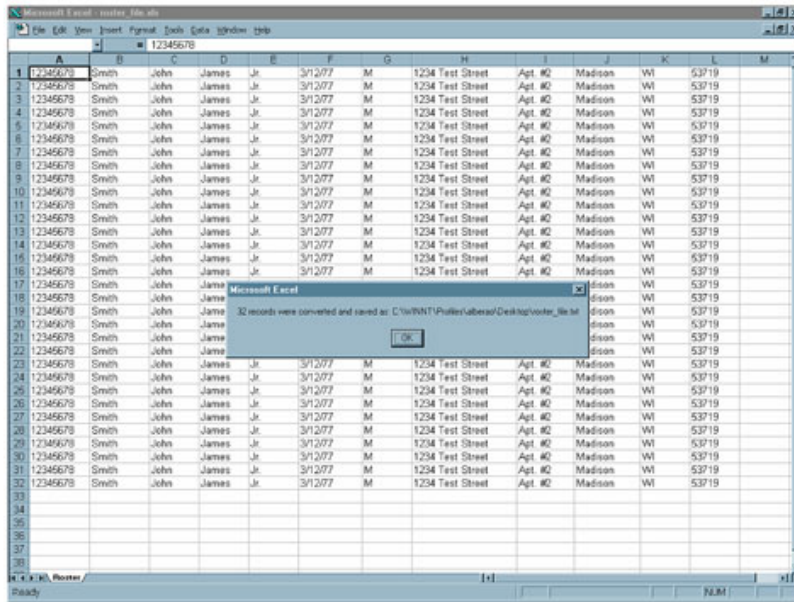 Microsoft Excel - roster_file.xls
File Edit View Insert Format Tools Data Window Help
= 12345678
A B C D E F G H I J K L M
1 12345678 Smith John James Jr. 3/12/77 M 1234 Test Street Apt. #2 Madison WI 53719
2 12345678 Smith John James Jr. 3/12/77 M 1234 Test Street Apt. #2 Madison WI 53719
3 12345678 Smith John James Jr. 3/12/77 M 1234 Test Street Apt. #2 Madison WI 53719
4 12345678 Smith John James Jr. 3/12/77 M 1234 Test Street Apt. #2 Madison WI 53719
5 12345678 Smith John James Jr. 3/12/77 M 1234 Test Street Apt. #2 Madison WI 53719
6 12345678 Smith John James Jr. 3/12/77 M 1234 Test Street Apt. #2 Madison WI 53719
7 12345678 Smith John James Jr. 3/12/77 M 1234 Test Street Apt. #2 Madison WI 53719
8 12345678 Smith John James Jr. 3/12/77 M 1234 Test Street Apt. #2 Madison WI 53719
9 12345678 Smith John James Jr. 3/12/77 M 1234 Test Street Apt. #2 Madison WI 53719
10 12345678 Smith John James Jr. 3/12/77 M 1234 Test Street Apt. #2 Madison WI 53719
11 12345678 Smith John James Jr. 3/12/77 M 1234 Test Street Apt. #2 Madison WI 53719
12 12345678 Smith John James Jr. 3/12/77 M 1234 Test Street Apt. #2 Madison WI 53719
13 12345678 Smith John James Jr. 3/12/77 M 1234 Test Street Apt. #2 Madison WI 53719
14 12345678 Smith John James Jr. 3/12/77 M 1234 Test Street Apt. #2 Madison WI 53719
15 12345678 Smith John James Jr. 3/12/77 M 1234 Test Street Apt. #2 Madison WI 53719
16 12345678 Smith John James Jr. 3/12/77 M 1234 Test Street Apt. #2 Madison WI 53719
17 12345678 Smith John Jame Microsoft Excel dison WI 53719
18 12345678 Smith John Jame dison WI 53719
19 12345678 Smith John Jame 32 records were converted and saved as: C:\WINNT\Profiles\alberao\Desktop\roster_file.txt dison WI 53719
20 12345678 Smith John Jame dison WI 53719
21 12345678 Smith John Jame OK dison WI 53719
22 12345678 Smith John Jame dison WI 53719
23 12345678 Smith John James Jr. 3/12/77 M 1234 Test Street Apt. #2 Madison WI 53719
24 12345678 Smith John James Jr. 3/12/77 M 1234 Test Street Apt. #2 Madison WI 53719
25 12345678 Smith John James Jr. 3/12/77 M 1234 Test Street Apt. #2 Madison WI 53719
26 12345678 Smith John James Jr. 3/12/77 M 1234 Test Street Apt. #2 Madison WI 53719
27 12345678 Smith John James Jr. 3/12/77 M 1234 Test Street Apt. #2 Madison WI 53719
28 12345678 Smith John James Jr. 3/12/77 M 1234 Test Street Apt. #2 Madison WI 53719
29 12345678 Smith John James Jr. 3/12/77 M 1234 Test Street Apt. #2 Madison WI 53719
30 12345678 Smith John James Jr. 3/12/77 M 1234 Test Street Apt. #2 Madison WI 53719
31 12345678 Smith John James Jr. 3/12/77 M 1234 Test Street Apt. #2 Madison WI 53719
32 12345678 Smith John James Jr. 3/12/77 M 1234 Test Street Apt. #2 Madison WI 53719
33
34
35
36
37
38
Roster
Ready NUM